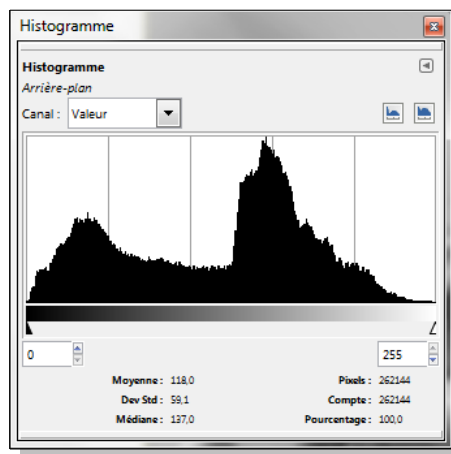 Histogramme
Histogramme
Arrière-plan
Canal : Valeur
0 255
Moyenne : 118,0 Pixels : 262144
Dev Std : 59,1 Compte : 262144
Médiane : 137,0 Pourcentage : 100,0